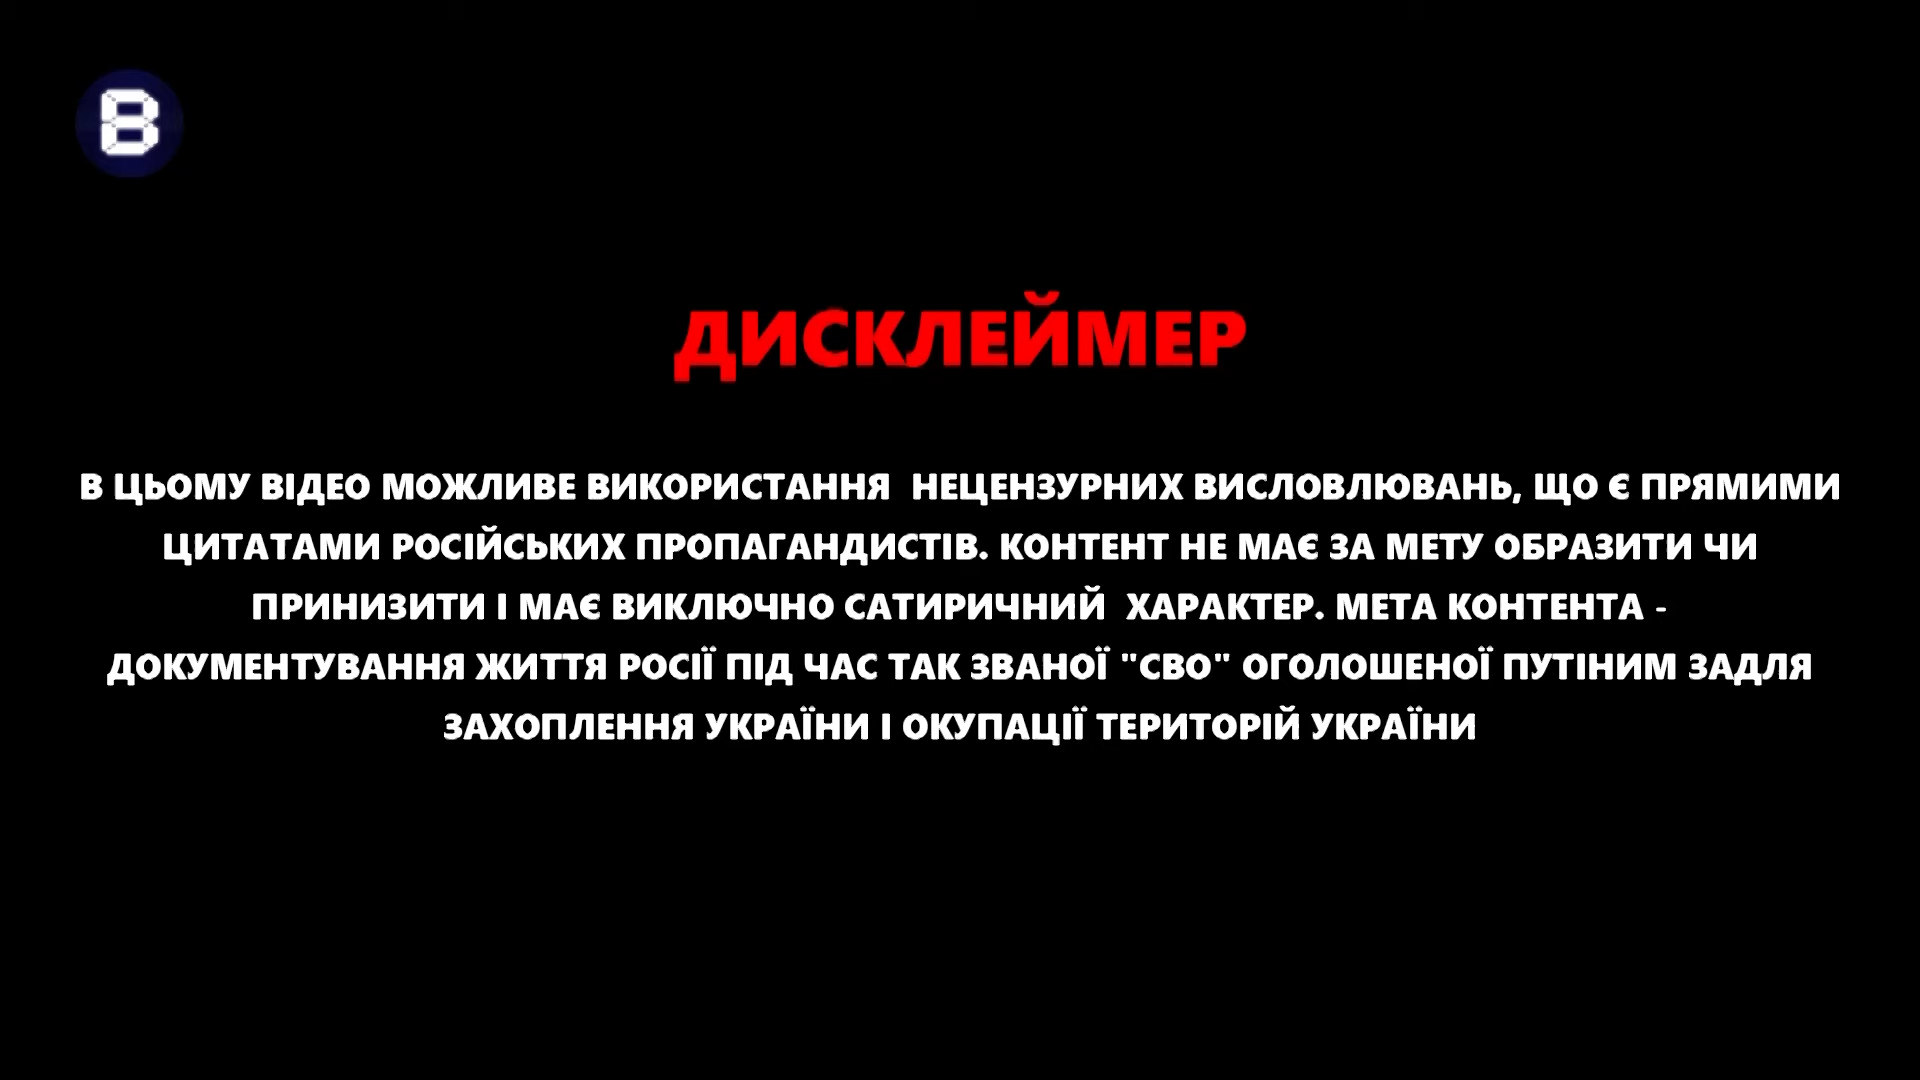 B
ДИСКЛЕЙМЕР
В ЦЬОМУ ВІДЕО МОЖЛИВЕ ВИКОРИСТАННЯ НЕЦЕНЗУРНИХ ВИСЛОВЛЮВАНЬ, ЩО Є ПРЯМИМИ
ЦИТАТАМИ РОСІЙСЬКИХ ПРОПАГАНДИСТІВ. КОНТЕНТ НЕ МАЄ ЗА МЕТУ ОБРАЗИТИ ЧИ
ПРИНИЗИТИ І МАЄ ВИКЛЮЧНО САТИРИЧНИЙ ХАРАКТЕР. МЕТА КОНТЕНТА -
ДОКУМЕНТУВАННЯ ЖИТТЯ РОСІЇ ПІД ЧАС ТАК ЗВАНОЇ "СВО" ОГОЛОШЕНОЇ ПУТІНИМ ЗАДЛЯ
ЗАХОПЛЕННЯ УКРАЇНИ І ОКУПАЦІЇ ТЕРИТОРІЙ УКРАЇНИ